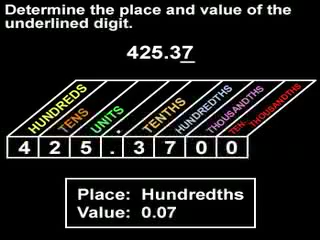 Determine the place and value of the
underlined digit.
425.37
HUNDREDS
TENS
UNITS
.
TENTHS
HUNDREDTHS
THOUSANDTHS
TEN-THOUSANDTHS
4 2 5 . 3 7 0 0
Place: Hundredths
Value: 0.07